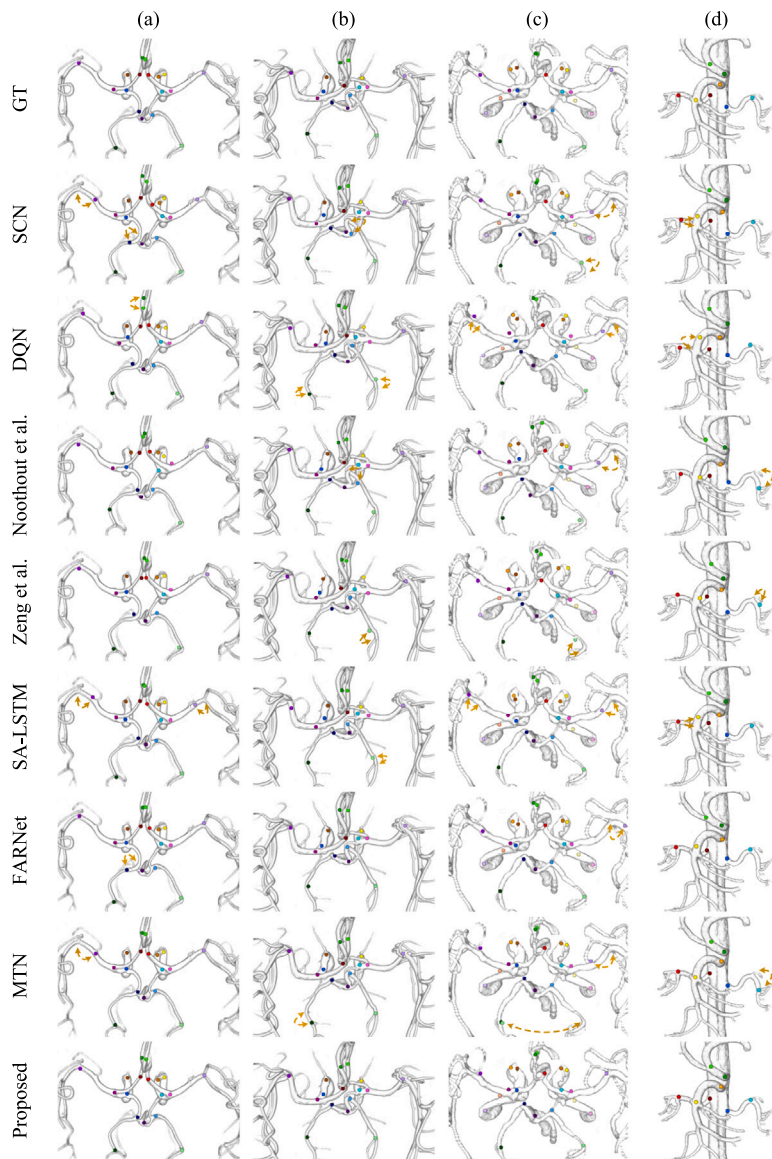 (a) (b) (c) (d)
GT
SCN
DQN
Noothout et al.
Zeng et al.
SA-LSTM
FARNet
MTN
Proposed